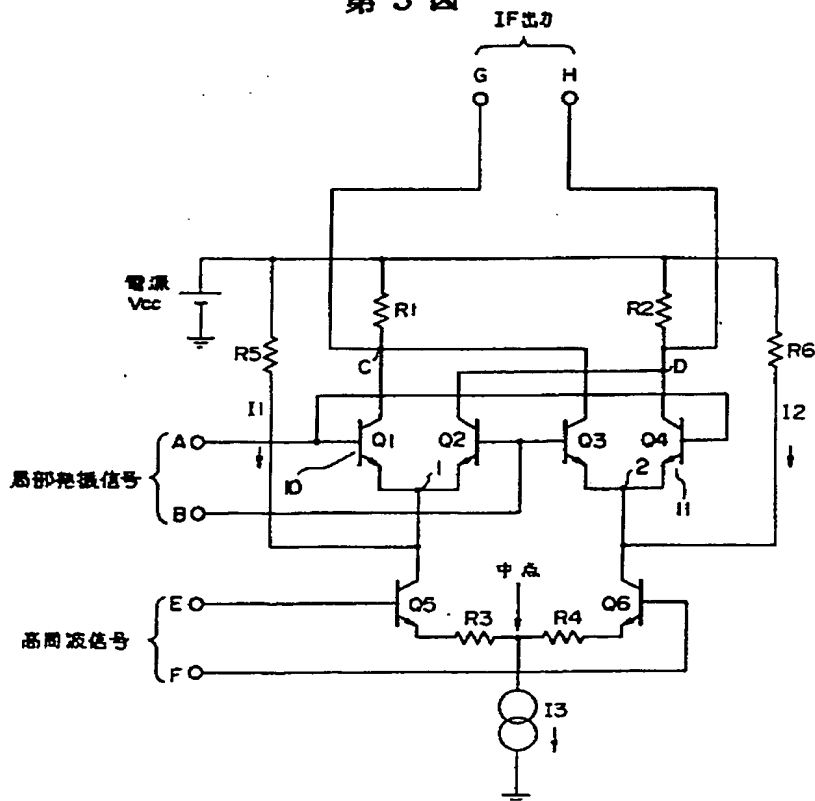 第 3 図
IF出力
G H
電源
Vcc
R1 R2
R5 R6
C D
I1 I2
A Q1 Q2 Q3 Q4
局部発振信号
10 1 2 11
B
中点
E Q5 R3 R4 Q6
高周波信号
F
I3